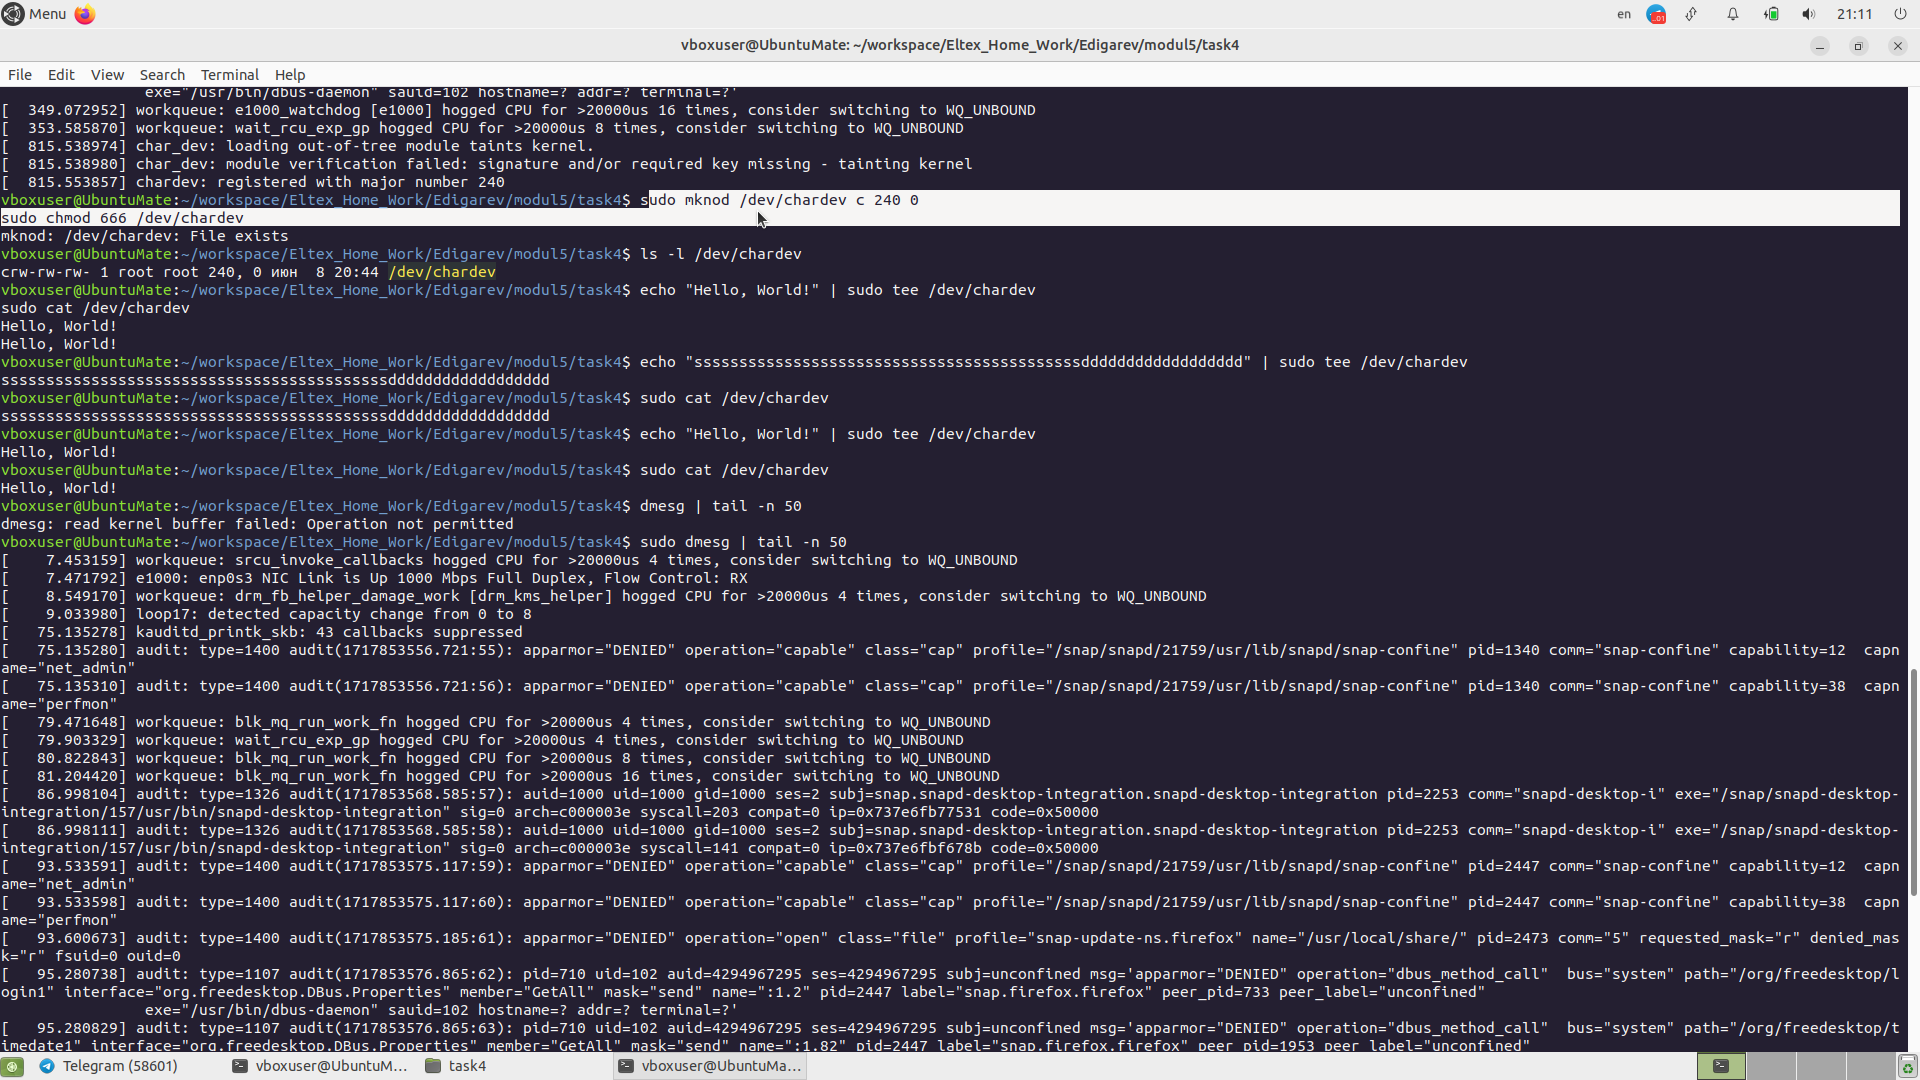 Menu
en
01
21:11
vboxuser@UbuntuMate: ~/workspace/Eltex_Home_Work/Edigarev/modul5/task4
File Edit View Search Terminal Help
exe="/usr/bin/dbus-daemon" sauid=102 hostname=? addr=? terminal=?'
[  349.072952] workqueue: e1000_watchdog [e1000] hogged CPU for >20000us 16 times, consider switching to WQ_UNBOUND
[  353.585870] workqueue: wait_rcu_exp_gp hogged CPU for >20000us 8 times, consider switching to WQ_UNBOUND
[  815.538974] char_dev: loading out-of-tree module taints kernel.
[  815.538980] char_dev: module verification failed: signature and/or required key missing - tainting kernel
[  815.553857] chardev: registered with major number 240
vboxuser@UbuntuMate:~/workspace/Eltex_Home_Work/Edigarev/modul5/task4$ sudo mknod /dev/chardev c 240 0
sudo chmod 666 /dev/chardev
mknod: /dev/chardev: File exists
vboxuser@UbuntuMate:~/workspace/Eltex_Home_Work/Edigarev/modul5/task4$ ls -l /dev/chardev
crw-rw-rw- 1 root root 240, 0 июн  8 20:44 /dev/chardev
vboxuser@UbuntuMate:~/workspace/Eltex_Home_Work/Edigarev/modul5/task4$ echo "Hello, World!" | sudo tee /dev/chardev
sudo cat /dev/chardev
Hello, World!
Hello, World!
vboxuser@UbuntuMate:~/workspace/Eltex_Home_Work/Edigarev/modul5/task4$ echo "sssssssssssssssssssssssssssssssssssssssssssdddddddddddddddddd" | sudo tee /dev/chardev
sssssssssssssssssssssssssssssssssssssssssssdddddddddddddddddd
vboxuser@UbuntuMate:~/workspace/Eltex_Home_Work/Edigarev/modul5/task4$ sudo cat /dev/chardev
sssssssssssssssssssssssssssssssssssssssssssdddddddddddddddddd
vboxuser@UbuntuMate:~/workspace/Eltex_Home_Work/Edigarev/modul5/task4$ echo "Hello, World!" | sudo tee /dev/chardev
Hello, World!
vboxuser@UbuntuMate:~/workspace/Eltex_Home_Work/Edigarev/modul5/task4$ sudo cat /dev/chardev
Hello, World!
vboxuser@UbuntuMate:~/workspace/Eltex_Home_Work/Edigarev/modul5/task4$ dmesg | tail -n 50
dmesg: read kernel buffer failed: Operation not permitted
vboxuser@UbuntuMate:~/workspace/Eltex_Home_Work/Edigarev/modul5/task4$ sudo dmesg | tail -n 50
[    7.453159] workqueue: srcu_invoke_callbacks hogged CPU for >20000us 4 times, consider switching to WQ_UNBOUND
[    7.471792] e1000: enp0s3 NIC Link is Up 1000 Mbps Full Duplex, Flow Control: RX
[    8.549170] workqueue: drm_fb_helper_damage_work [drm_kms_helper] hogged CPU for >20000us 4 times, consider switching to WQ_UNBOUND
[    9.033980] loop17: detected capacity change from 0 to 8
[   75.135278] kauditd_printk_skb: 43 callbacks suppressed
[   75.135280] audit: type=1400 audit(1717853556.721:55): apparmor="DENIED" operation="capable" class="cap" profile="/snap/snapd/21759/usr/lib/snapd/snap-confine" pid=1340 comm="snap-confine" capability=12  capn
ame="net_admin"
[   75.135310] audit: type=1400 audit(1717853556.721:56): apparmor="DENIED" operation="capable" class="cap" profile="/snap/snapd/21759/usr/lib/snapd/snap-confine" pid=1340 comm="snap-confine" capability=38  capn
ame="perfmon"
[   79.471648] workqueue: blk_mq_run_work_fn hogged CPU for >20000us 4 times, consider switching to WQ_UNBOUND
[   79.903329] workqueue: wait_rcu_exp_gp hogged CPU for >20000us 4 times, consider switching to WQ_UNBOUND
[   80.822843] workqueue: blk_mq_run_work_fn hogged CPU for >20000us 8 times, consider switching to WQ_UNBOUND
[   81.204420] workqueue: blk_mq_run_work_fn hogged CPU for >20000us 16 times, consider switching to WQ_UNBOUND
[   86.998104] audit: type=1326 audit(1717853568.585:57): auid=1000 uid=1000 gid=1000 ses=2 subj=snap.snapd-desktop-integration.snapd-desktop-integration pid=2253 comm="snapd-desktop-i" exe="/snap/snapd-desktop-
integration/157/usr/bin/snapd-desktop-integration" sig=0 arch=c000003e syscall=203 compat=0 ip=0x737e6fb77531 code=0x50000
[   86.998111] audit: type=1326 audit(1717853568.585:58): auid=1000 uid=1000 gid=1000 ses=2 subj=snap.snapd-desktop-integration.snapd-desktop-integration pid=2253 comm="snapd-desktop-i" exe="/snap/snapd-desktop-
integration/157/usr/bin/snapd-desktop-integration" sig=0 arch=c000003e syscall=141 compat=0 ip=0x737e6fbf678b code=0x50000
[   93.533591] audit: type=1400 audit(1717853575.117:59): apparmor="DENIED" operation="capable" class="cap" profile="/snap/snapd/21759/usr/lib/snapd/snap-confine" pid=2447 comm="snap-confine" capability=12  capn
ame="net_admin"
[   93.533598] audit: type=1400 audit(1717853575.117:60): apparmor="DENIED" operation="capable" class="cap" profile="/snap/snapd/21759/usr/lib/snapd/snap-confine" pid=2447 comm="snap-confine" capability=38  capn
ame="perfmon"
[   93.600673] audit: type=1400 audit(1717853575.185:61): apparmor="DENIED" operation="open" class="file" profile="snap-update-ns.firefox" name="/usr/local/share/" pid=2473 comm="5" requested_mask="r" denied_mas
k="r" fsuid=0 ouid=0
[   95.280738] audit: type=1107 audit(1717853576.865:62): pid=710 uid=102 auid=4294967295 ses=4294967295 subj=unconfined msg='apparmor="DENIED" operation="dbus_method_call"  bus="system" path="/org/freedesktop/l
ogin1" interface="org.freedesktop.DBus.Properties" member="GetAll" mask="send" name=":1.2" pid=2447 label="snap.firefox.firefox" peer_pid=733 peer_label="unconfined"
exe="/usr/bin/dbus-daemon" sauid=102 hostname=? addr=? terminal=?'
[   95.280829] audit: type=1107 audit(1717853576.865:63): pid=710 uid=102 auid=4294967295 ses=4294967295 subj=unconfined msg='apparmor="DENIED" operation="dbus_method_call"  bus="system" path="/org/freedesktop/t
imedate1" interface="org.freedesktop.DBus.Properties" member="GetAll" mask="send" name=":1.82" pid=2447 label="snap.firefox.firefox" peer_pid=1953 peer_label="unconfined"
Telegram (58601)
vboxuser@UbuntuM...
task4
vboxuser@UbuntuMa...